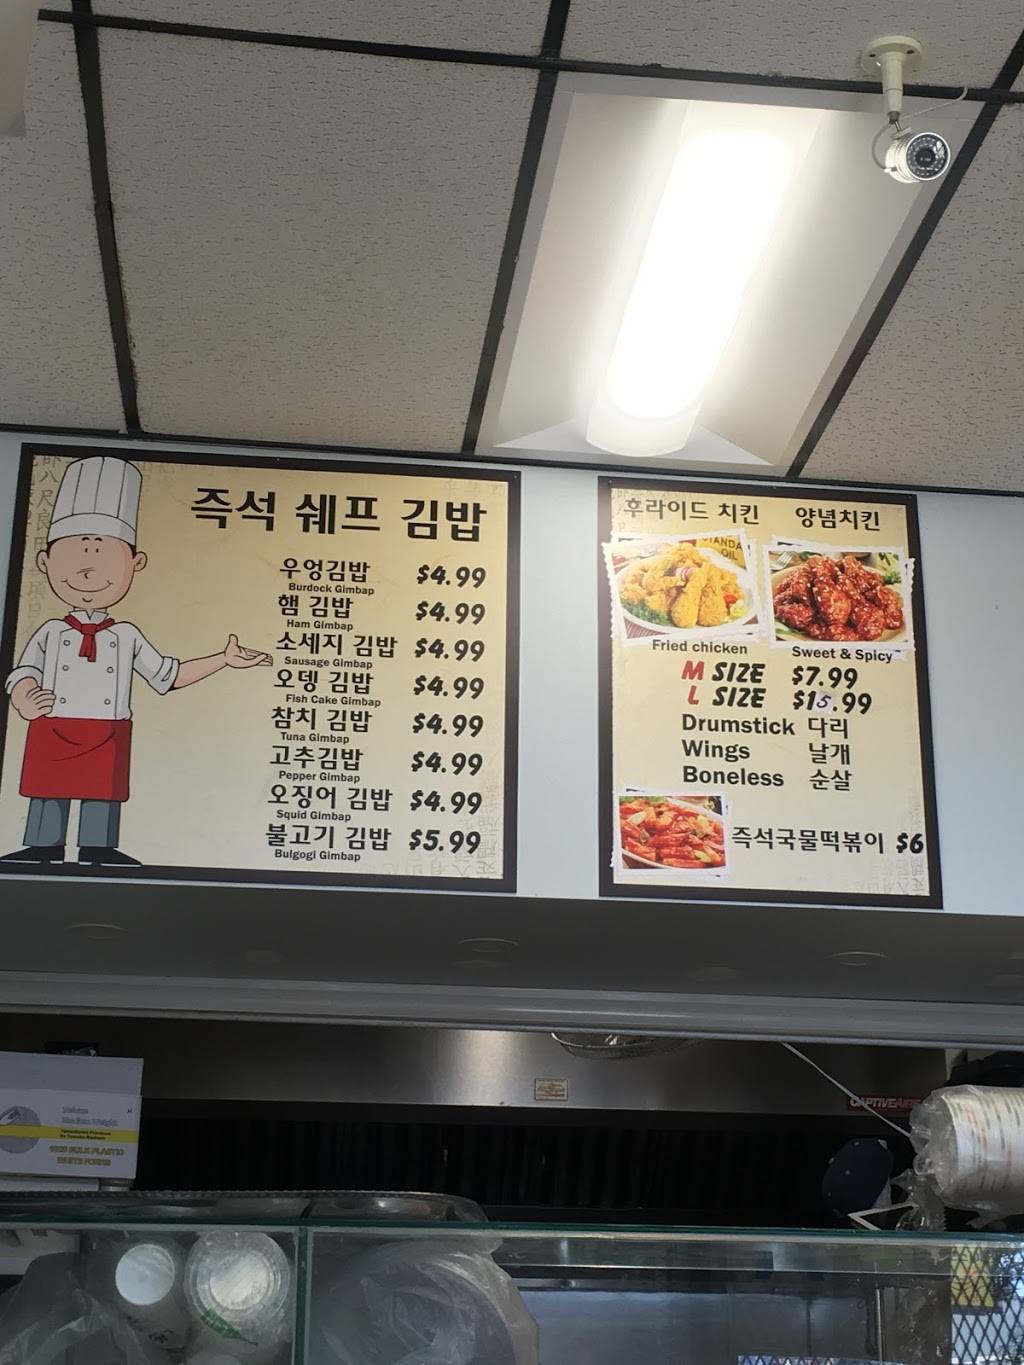 즉석 쉐프 김밥
우엉김밥 $4.99
Burdock Gimbap
햄 김밥 $4.99
Ham Gimbap
소세지 김밥 $4.99
Sausage Gimbap
오뎅 김밥 $4.99
Fish Cake Gimbap
참치 김밥 $4.99
Tuna Gimbap
고추김밥 $4.99
Pepper Gimbap
오징어 김밥 $4.99
Squid Gimbap
불고기 김밥 $5.99
Bulgogi Gimbap
후라이드 치킨 양념치킨
OIL
Fried chicken Sweet & Spicy
M SIZE $7.99
L SIZE $15.99
Drumstick 다리
Wings 날개
Boneless 순살
즉석국물떡볶이 $6
CAPTIVEAIRE